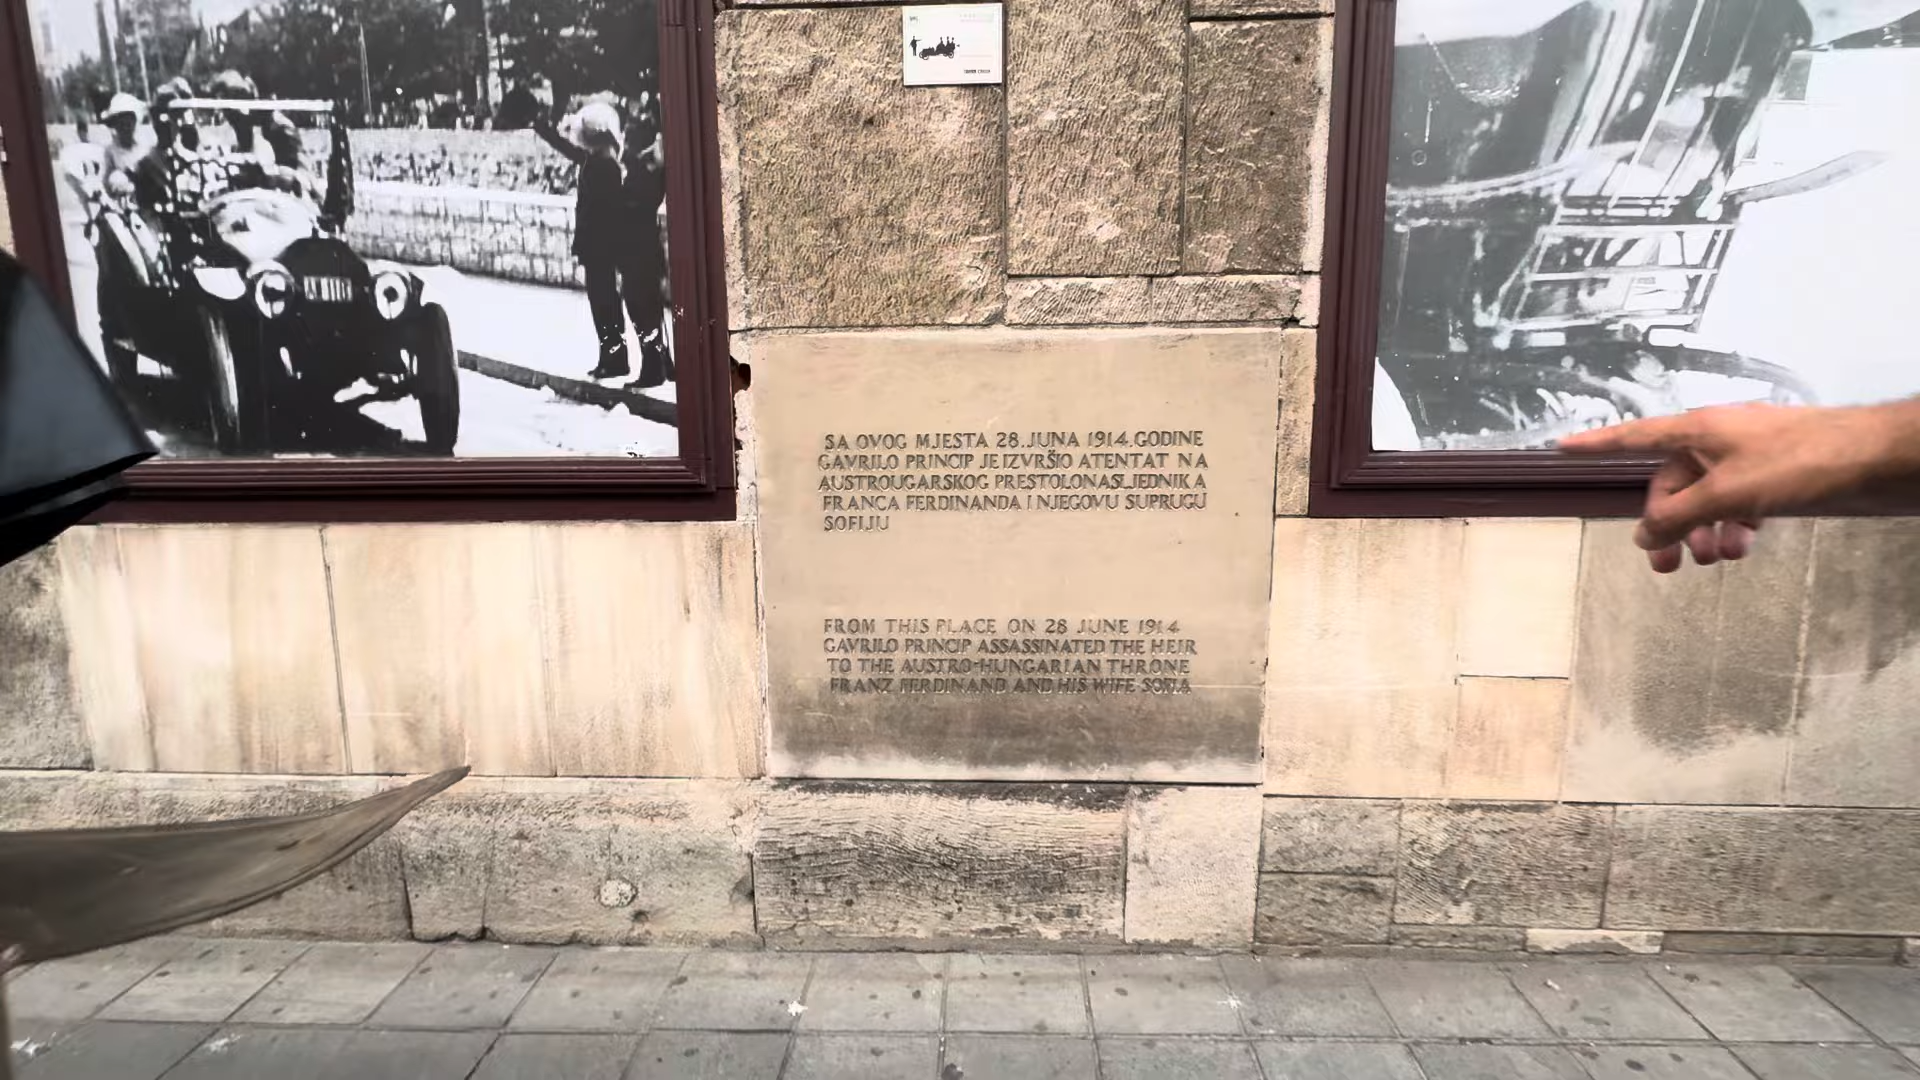 SA OVOG MJESTA 28.JUNA 1914.GODINE
GAVRILO PRINCIP JE IZVRŠIO ATENTAT NA
AUSTROUGARSKOG PRESTOLONASLJEDNIKA
FRANCA FERDINANDA I NJEGOVU SUPRUGU
SOFIJU
FROM THIS PLACE ON 28 JUNE 1914
GAVRILO PRINCIP ASSASSINATED THE HEIR
TO THE AUSTRO-HUNGARIAN THRONE
FRANZ FERDINAND AND HIS WIFE SOFIA